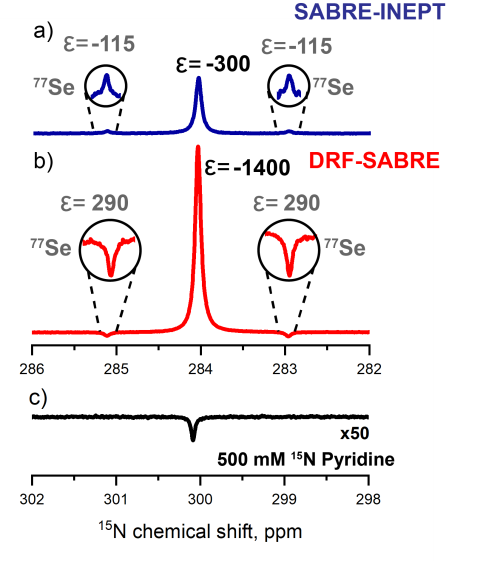 SABRE-INEPT
a)
Ɛ= -115
Ɛ= -300
Ɛ= -115
77Se
77Se
b)
Ɛ= -1400
DRF-SABRE
Ɛ= 290
Ɛ= 290
77Se
77Se
286 285 284 283 282
c)
x50
500 mM 15N Pyridine
302 301 300 299 298
15N chemical shift, ppm